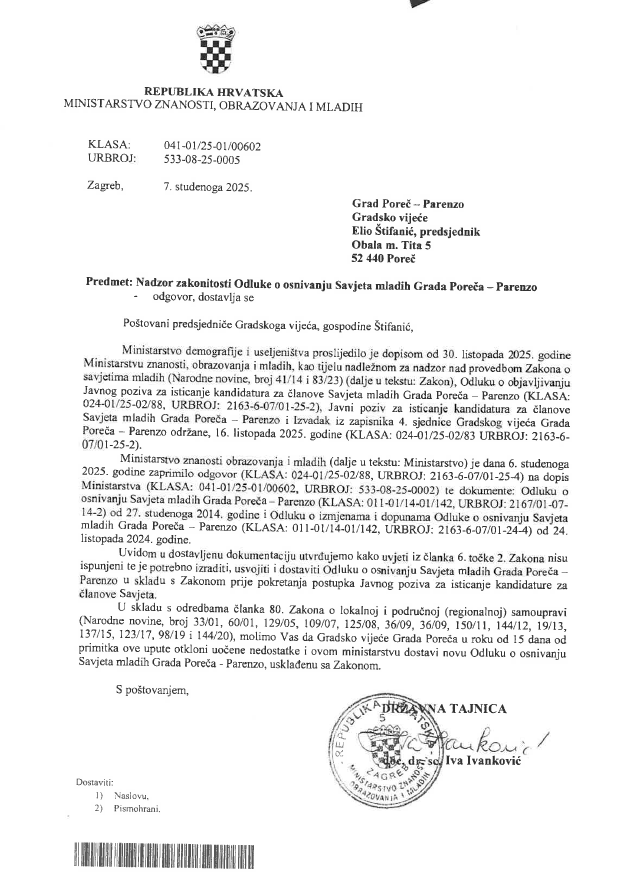 REPUBLIKA HRVATSKA
MINISTARSTVO ZNANOSTI, OBRAZOVANJA I MLADIH
KLASA: 041-01/25-01/00602
URBROJ: 533-08-25-0005
Zagreb, 7. studenoga 2025.
Grad Poreč – Parenzo
Gradsko vijeće
Elio Štifanić, predsjednik
Obala m. Tita 5
52 440 Poreč
Predmet: Nadzor zakonitosti Odluke o osnivanju Savjeta mladih Grada Poreča – Parenzo
- odgovor, dostavlja se
Poštovani predsjedniče Gradskoga vijeća, gospodine Štifanić,
Ministarstvo demografije i useljeništva proslijedilo je dopisom od 30. listopada 2025. godine
Ministarstvu znanosti, obrazovanja i mladih, kao tijelu nadležnom za nadzor nad provedbom Zakona o
savjetima mladih (Narodne novine, broj 41/14 i 83/23) (dalje u tekstu: Zakon), Odluku o objavljivanju
Javnog poziva za isticanje kandidatura za članove Savjeta mladih Grada Poreča – Parenzo (KLASA:
024-01/25-02/88, URBROJ: 2163-6-07/01-25-2), Javni poziv za isticanje kandidature za članove
Savjeta mladih Grada Poreča – Parenzo i Izvadak iz zapisnika 4. sjednice Gradskog vijeća Grada
Poreča – Parenzo održane, 16. listopada 2025. godine (KLASA: 024-001/25-02/83 URBROJ: 2163-6-
07/01-25-2).
Ministarstvo znanosti obrazovanja i mladih (dalje u tekstu: Ministarstvo) je dana 6. studenoga
2025. godine zaprimilo odgovor (KLASA: 024-01/25-02/88, URBROJ: 2163-6-07/01-25-4) na dopis
Ministarstva (KLASA: 041-01/25-01/00602, URBROJ: 533-08-25-0002) te dokumente: Odluku o
osnivanju Savjeta mladih Grada Poreča – Parenzo (KLASA: 011-01/14-01/142, URBROJ: 2167/01-07-
14-2) od 27. studenoga 2014. godine i Odluku o izmjenama i dopunama Odluke o osnivanju Savjeta
mladih Grada Poreča – Parenzo (KLASA: 011-01/14-01/142, URBROJ: 2163-6-07/01-24-4) od 24.
listopada 2024. godine.
Uvidom u dostavljenu dokumentaciju utvrđujemo kako uvjeti iz članka 6. točke 2. Zakona nisu
ispunjeni te je potrebno izraditi, usvojiti i dostaviti Odluku o osnivanju Savjeta mladih Grada Poreča –
Parenzo u skladu s Zakonom prije pokretanja postupka Javnog poziva za isticanje kandidature za
članove Savjeta.
U skladu s odredbama članka 80. Zakona o lokalnoj i područnoj (regionalnoj) samoupravi
(Narodne novine, broj 33/01, 60/01, 129/05, 109/07, 125/08, 36/09, 36/09, 150/11, 144/12, 19/13,
137/15, 123/17, 98/19 i 144/20), molimo Vas da Gradsko vijeće Grada Poreča u roku od 15 dana od
primitka ove upute otkloni uočene nedostatke i ovom ministarstvu dostavi novu Odluku o osnivanju
Savjeta mladih Grada Poreča - Parenzo, usklađenu sa Zakonom.
S poštovanjem,
DRŽAVNA TAJNICA
doc. dr. sc. Iva Ivanković
REPUBLIKA HRVATSKA
5
MINISTARSTVO ZNANOSTI
OBRAZOVANJA I MLADIH
ZAGREB
Dostaviti:
1) Naslovu,
2) Pismohrani.